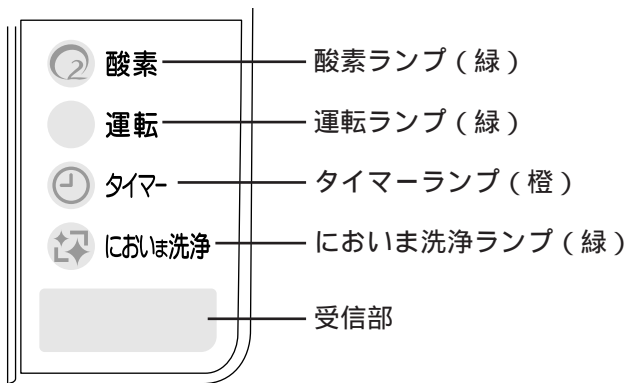 酸素 酸素ランプ(緑)
運転 運転ランプ(緑)
タイマー タイマーランプ(橙)
においま洗浄 においま洗浄ランプ(緑)
受信部